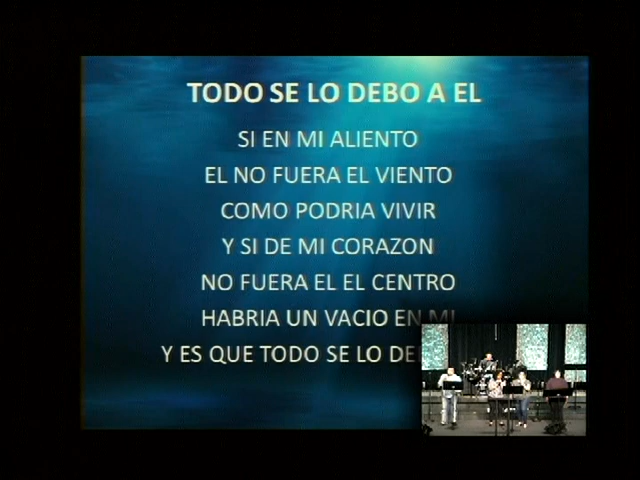 TODO SE LO DEBO A EL
SI EN MI ALIENTO
EL NO FUERA EL VIENTO
COMO PODRIA VIVIR
Y SI DE MI CORAZON
NO FUERA EL EL CENTRO
HABRIA UN VACIO EN MI
Y ES QUE TODO SE LO